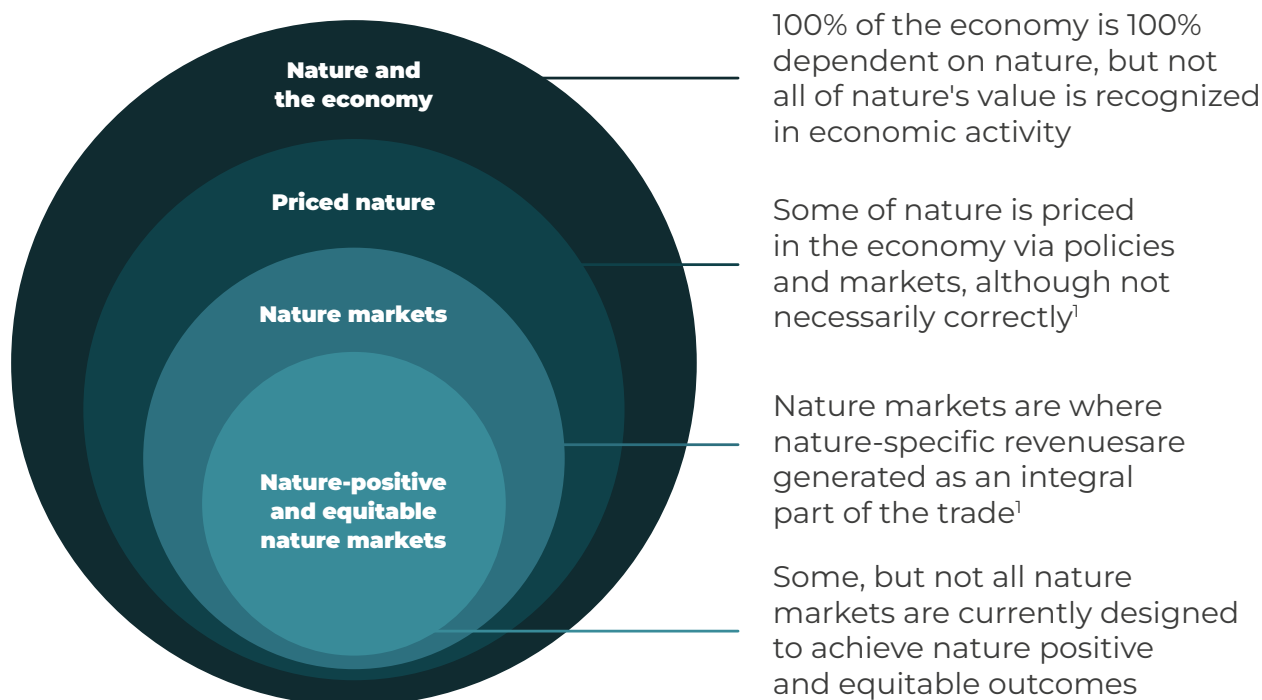 Nature and
the economy
100% of the economy is 100%
dependent on nature, but not
all of nature's value is recognized
in economic activity
Priced nature
Some of nature is priced
in the economy via policies
and markets, although not
necessarily correctly¹
Nature markets
Nature markets are where
nature-specific revenuesare
generated as an integral
part of the trade¹
Nature-positive
and equitable
nature markets
Some, but not all nature
markets are currently designed
to achieve nature positive
and equitable outcomes